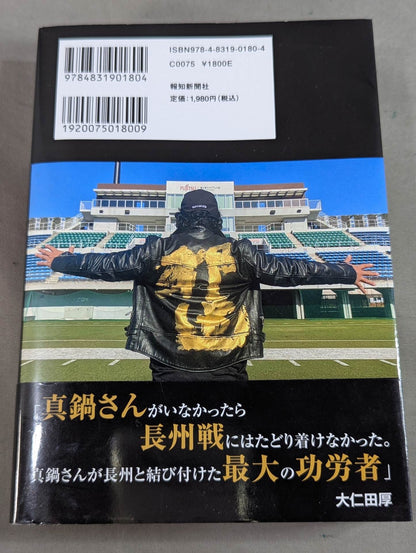 ISBN978-4-8319-0180-4
C0075 ¥1800E
報知新聞社
定価:1,980円(税込)
9784831901804
1920075018009
FUJITSU
真鍋さんがいなかったら
長州戦にはたどり着けなかった。
真鍋さんが長州と結び付けた最大の功労者」
大仁田厚